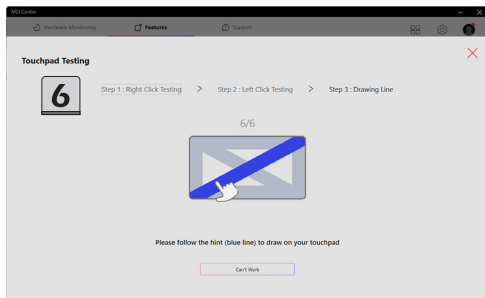 MSI Center
Hardware Monitoring
Features
Support
Touchpad Testing
6
Step 1 : Right Click Testing > Step 2 : Left Click Testing > Step 3 : Drawing Line
6/6
Please follow the hint (blue line) to draw on your touchpad
Can't Work